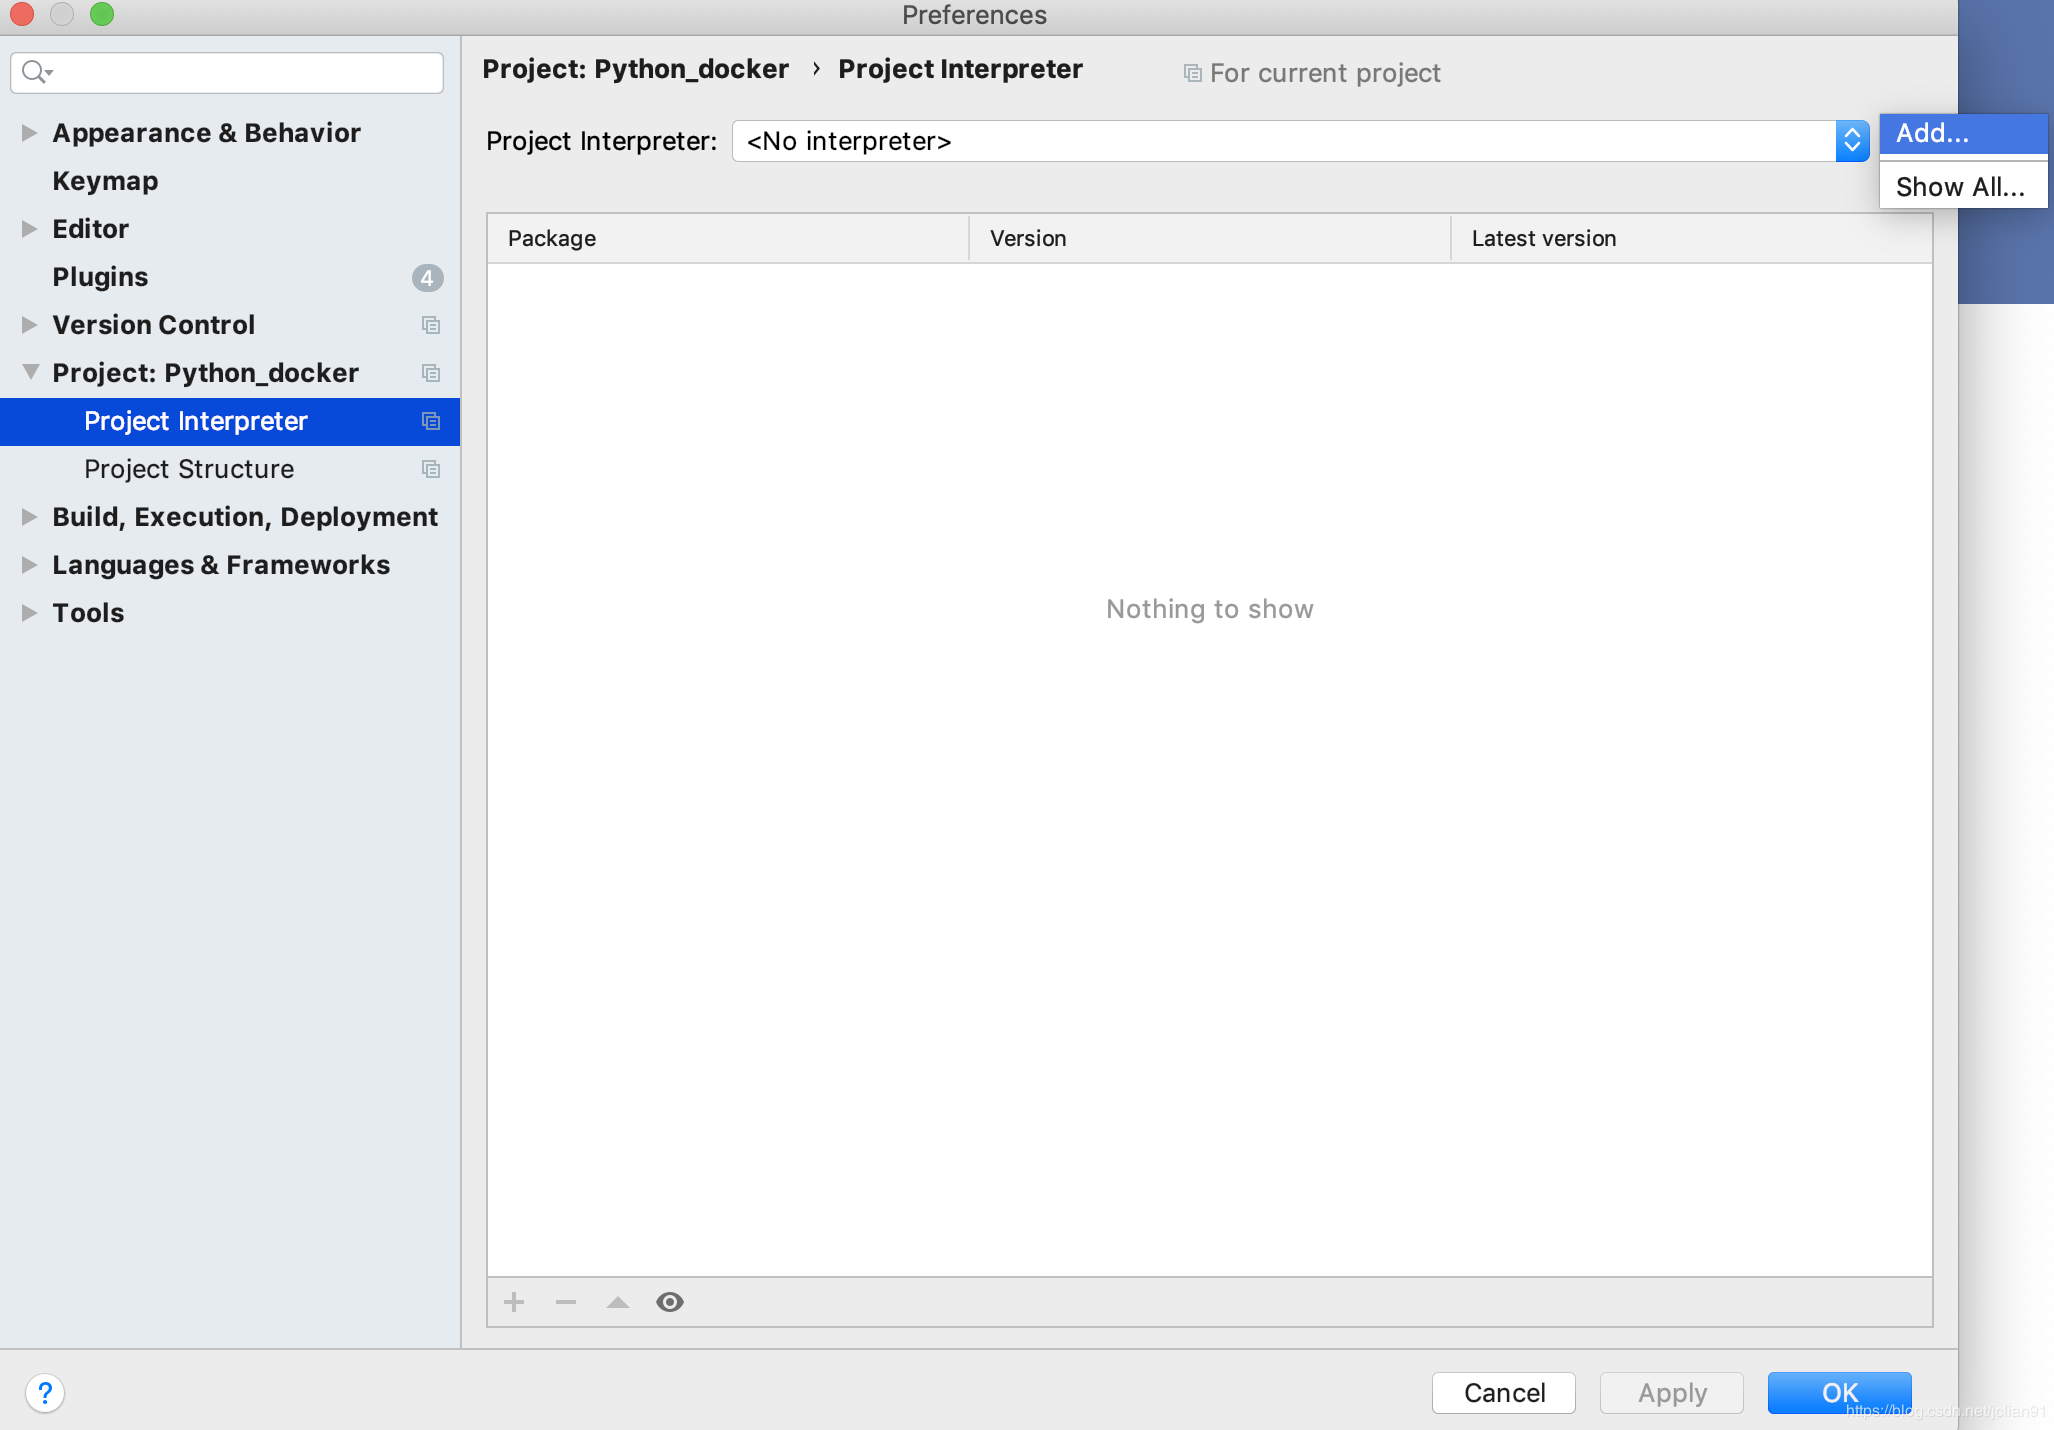 Preferences
Project: Python_docker › Project Interpreter
For current project
Appearance & Behavior
Keymap
Editor
Plugins 4
Version Control
Project: Python_docker
Project Interpreter
Project Structure
Build, Execution, Deployment
Languages & Frameworks
Tools
Project Interpreter: <No interpreter>
Add...
Show All...
Package Version Latest version
Nothing to show
?
Cancel Apply OK
https://blog.csdn.net/jclian91